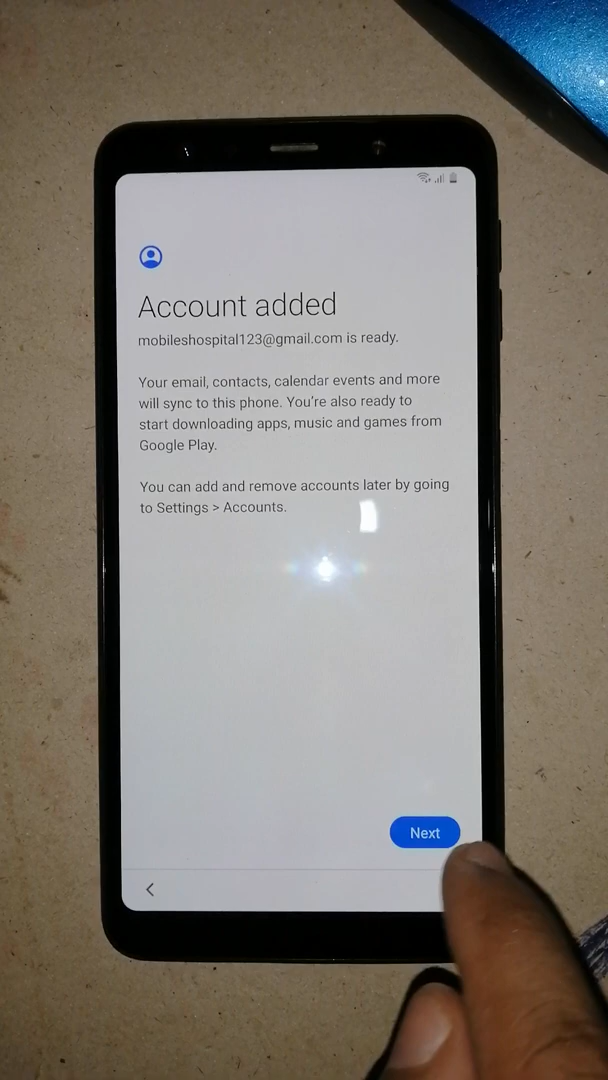 Account added
mobileshospital123@gmail.com is ready.
Your email, contacts, calendar events and more
will sync to this phone. You're also ready to
start downloading apps, music and games from
Google Play.
You can add and remove accounts later by going
to Settings > Accounts.
Next